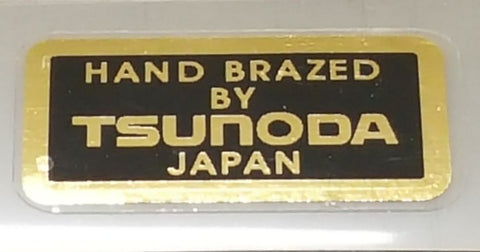 HAND BRAZED
BY
TSUNODA
JAPAN